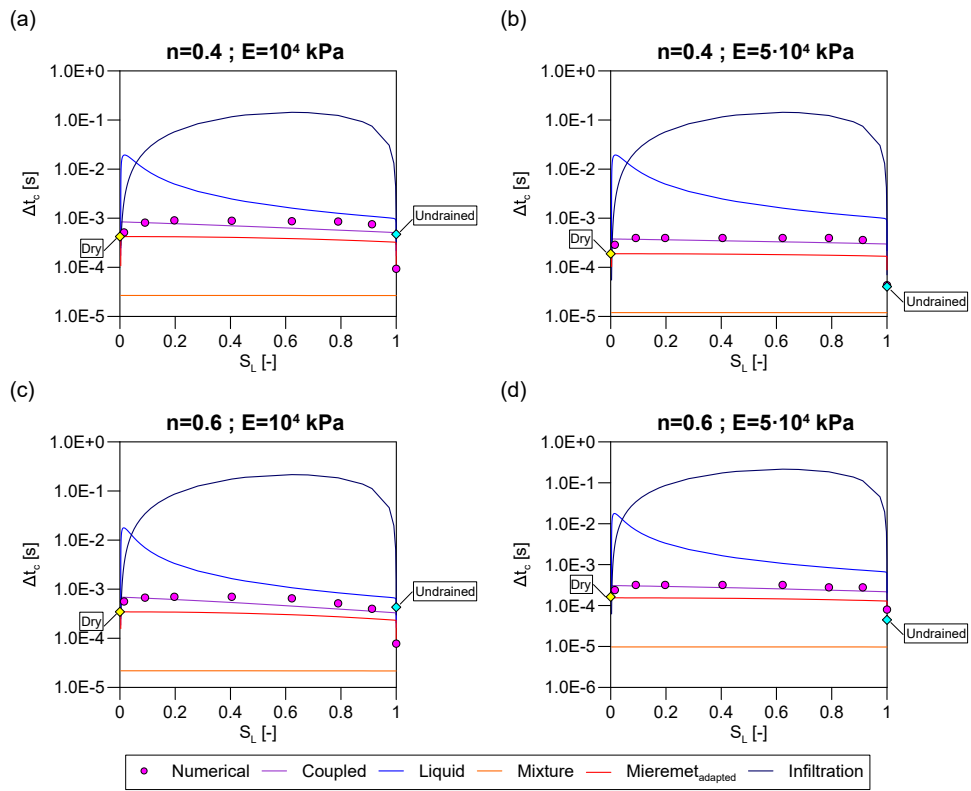 (a)
n=0.4 ; E=10⁴ kPa
1.0E+0
1.0E-1
1.0E-2
1.0E-3
1.0E-4
1.0E-5
Δt_c [s]
Dry
Undrained
0 0.2 0.4 0.6 0.8 1
S_L [-]
(b)
n=0.4 ; E=5·10⁴ kPa
1.0E+0
1.0E-1
1.0E-2
1.0E-3
1.0E-4
1.0E-5
Δt_c [s]
Dry
Undrained
0 0.2 0.4 0.6 0.8 1
S_L [-]
(c)
n=0.6 ; E=10⁴ kPa
1.0E+0
1.0E-1
1.0E-2
1.0E-3
1.0E-4
1.0E-5
Δt_c [s]
Dry
Undrained
0 0.2 0.4 0.6 0.8 1
S_L [-]
(d)
n=0.6 ; E=5·10⁴ kPa
1.0E+0
1.0E-1
1.0E-2
1.0E-3
1.0E-4
1.0E-5
1.0E-6
Δt_c [s]
Dry
Undrained
0 0.2 0.4 0.6 0.8 1
S_L [-]
Numerical Coupled Liquid Mixture Mieremet_adapted Infiltration